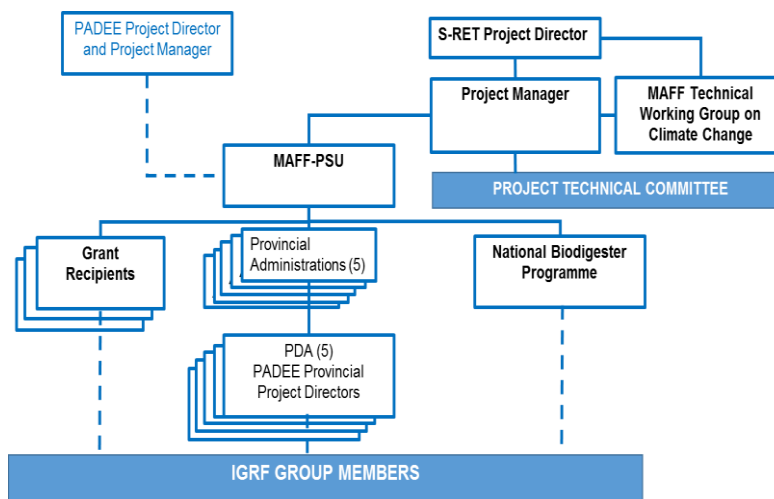 PADEE Project Director
and Project Manager
S-RET Project Director
Project Manager
MAFF Technical
Working Group on
Climate Change
MAFF-PSU
PROJECT TECHNICAL COMMITTEE
Grant
Recipients
Provincial
Administrations (5)
National Biodigester
Programme
PDA (5)
PADEE Provincial
Project Directors
IGRF GROUP MEMBERS